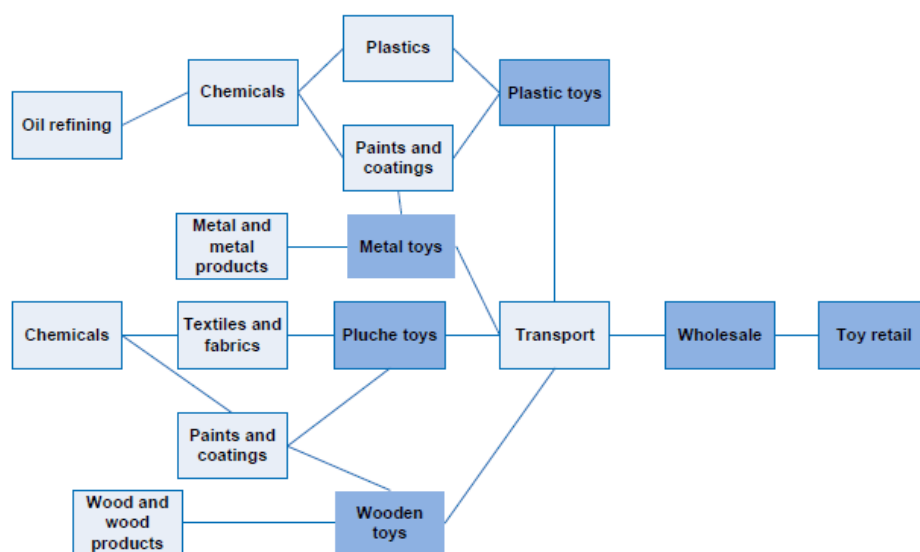 Plastics
Chemicals
Plastic toys
Oil refining
Paints and
coatings
Metal and
metal
products
Metal toys
Chemicals
Textiles and
fabrics
Pluche toys
Transport
Wholesale
Toy retail
Paints and
coatings
Wood and
wood
products
Wooden
toys